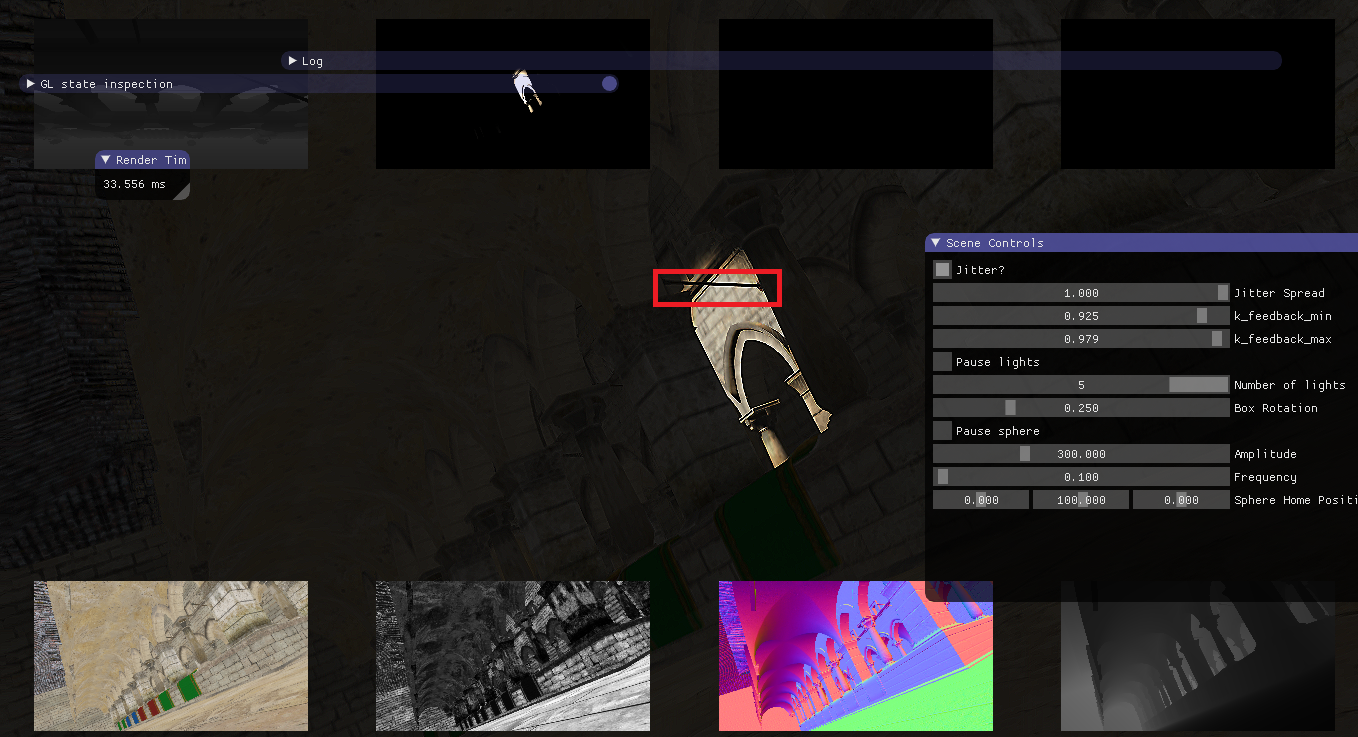 Log
GL state inspection
Render Tim
33.556 ms
Scene Controls
Jitter?
1.000 Jitter Spread
0.925 k_feedback_min
0.979 k_feedback_max
Pause lights
5 Number of lights
0.250 Box Rotation
Pause sphere
300.000 Amplitude
0.100 Frequency
0.000 100.000 0.000 Sphere Home Positi